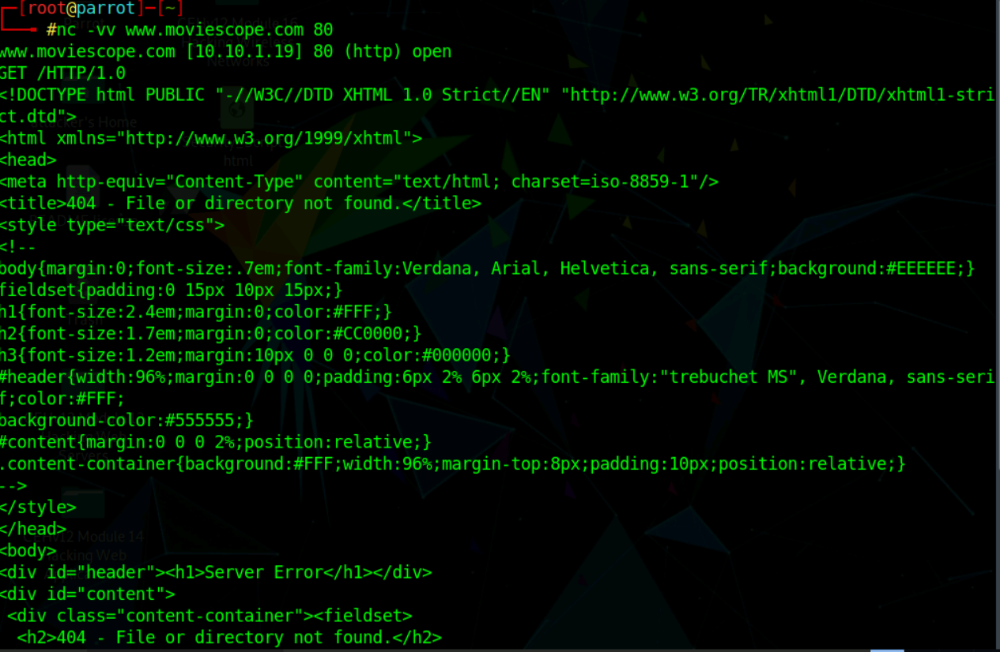 ┌─[root@parrot]─[~]
└──╼ #nc -vv www.moviescope.com 80
www.moviescope.com [10.10.1.19] 80 (http) open
GET /HTTP/1.0
<!DOCTYPE html PUBLIC "-//W3C//DTD XHTML 1.0 Strict//EN" "http://www.w3.org/TR/xhtml1/DTD/xhtml1-stri
ct.dtd">
<html xmlns="http://www.w3.org/1999/xhtml">
<head>
<meta http-equiv="Content-Type" content="text/html; charset=iso-8859-1"/>
<title>404 - File or directory not found.</title>
<style type="text/css">
<!--
body{margin:0;font-size:.7em;font-family:Verdana, Arial, Helvetica, sans-serif;background:#EEEEEE;}
fieldset{padding:0 15px 10px 15px;}
h1{font-size:2.4em;margin:0;color:#FFF;}
h2{font-size:1.7em;margin:0;color:#CC0000;}
h3{font-size:1.2em;margin:10px 0 0 0;color:#000000;}
#header{width:96%;margin:0 0 0 0;padding:6px 2% 6px 2%;font-family:"trebuchet MS", Verdana, sans-seri
f;color:#FFF;
background-color:#555555;}
#content{margin:0 0 0 2%;position:relative;}
.content-container{background:#FFF;width:96%;margin-top:8px;padding:10px;position:relative;}
-->
</style>
</head>
<body>
<div id="header"><h1>Server Error</h1></div>
<div id="content">
 <div class="content-container"><fieldset>
  <h2>404 - File or directory not found.</h2>